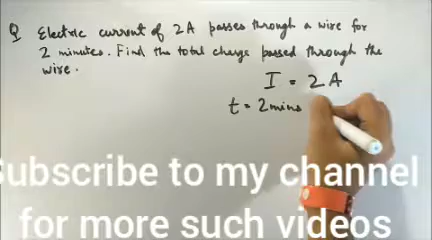 Q Electric current of 2A passes through a wire for
2 minutes. Find the total charge passed through the
wire.
I = 2A
t = 2mins
Subscribe to my channel
for more such videos